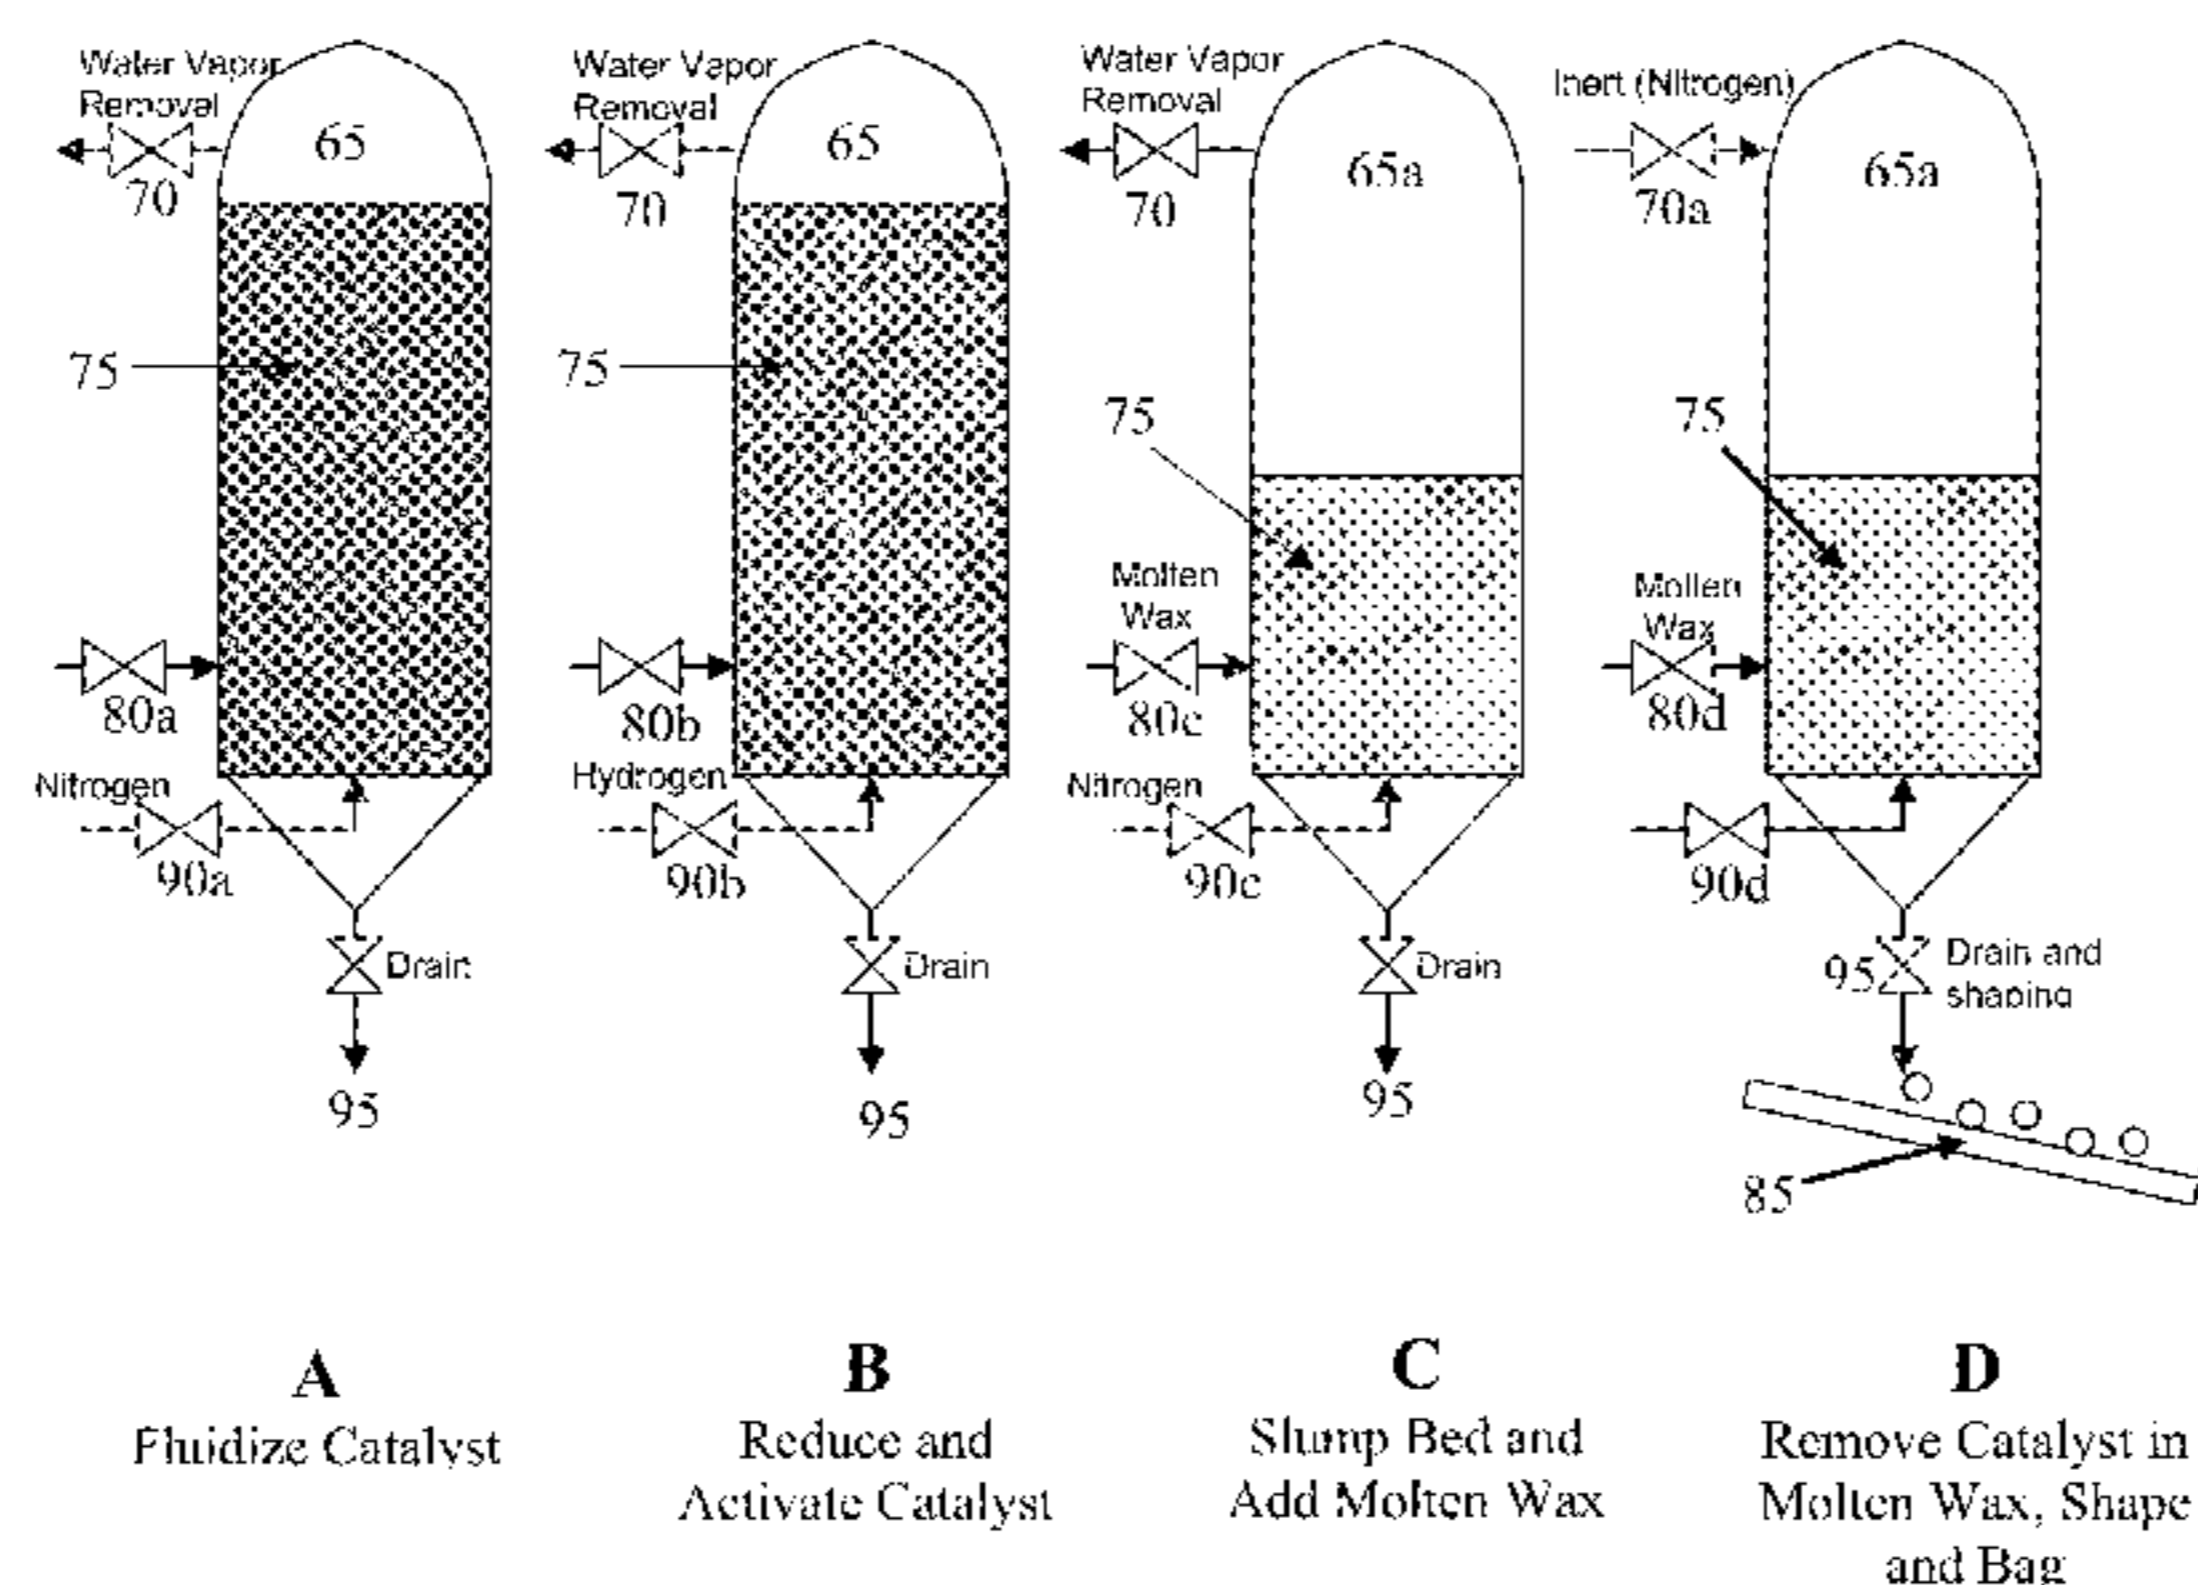 Water Vapor
Removal
70
65
75
80a
Nitrogen
90a
Drain
95
A
Fluidize Catalyst
Water Vapor
Removal
70
65
75
80b
Hydrogen
90b
Drain
95
B
Reduce and
Activate Catalyst
Water Vapor
Removal
70
65a
75
Molten
Wax
80c
Nitrogen
90c
Drain
95
C
Slump Bed and
Add Molten Wax
Inert (Nitrogen)
70a
65a
75
Molten
Wax
80d
90d
95
Drain and
shaping
85
D
Remove Catalyst in
Molten Wax, Shape
and Bag